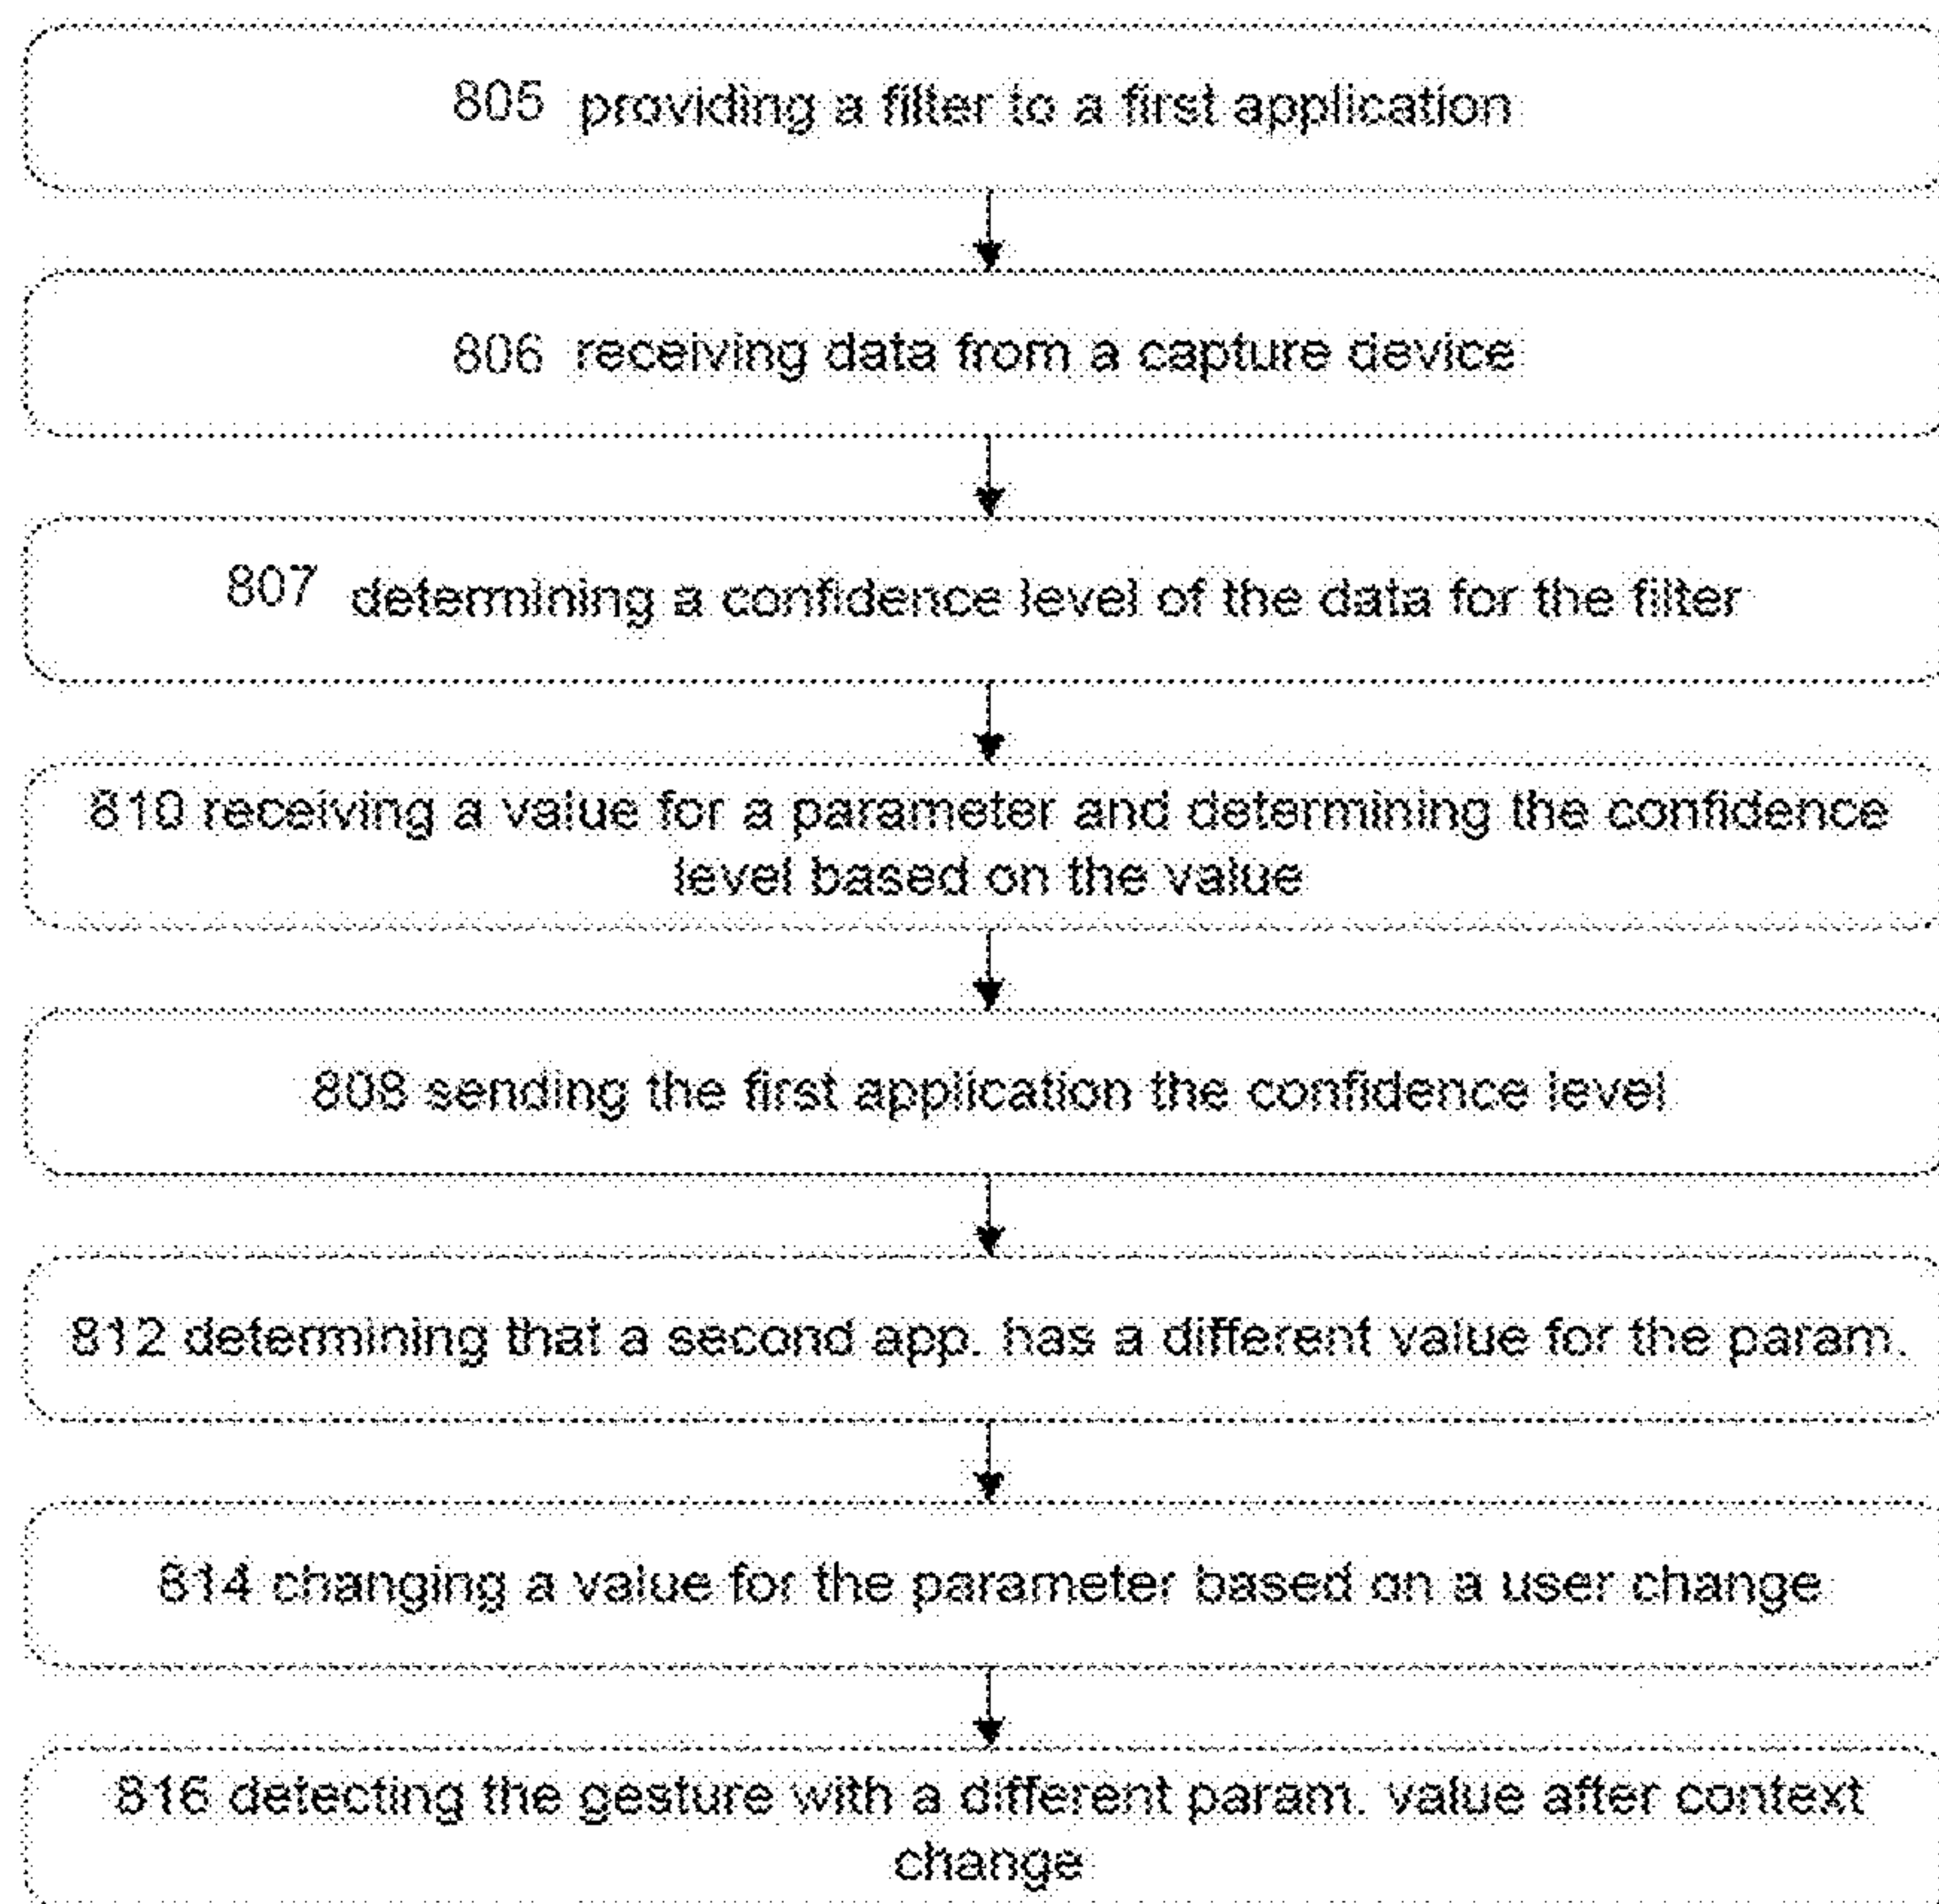 805 providing a filter to a first application
806 receiving data from a capture device
807 determining a confidence level of the data for the filter
810 receiving a value for a parameter and determining the confidence
level based on the value
808 sending the first application the confidence level
812 determining that a second app. has a different value for the param.
814 changing a value for the parameter based on a user change
816 detecting the gesture with a different param. value after context
change